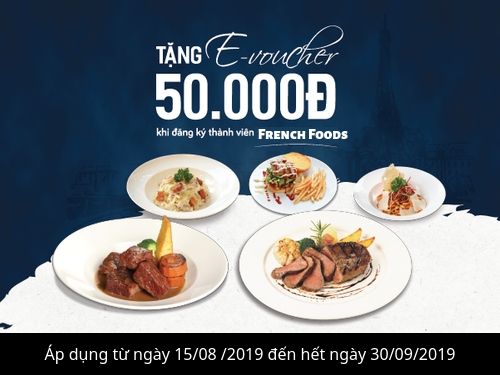 TẶNG E-voucher
50.000Đ
khi đăng ký thành viên FRENCH FOODS
Áp dụng từ ngày 15/08 /2019 đến hết ngày 30/09/2019